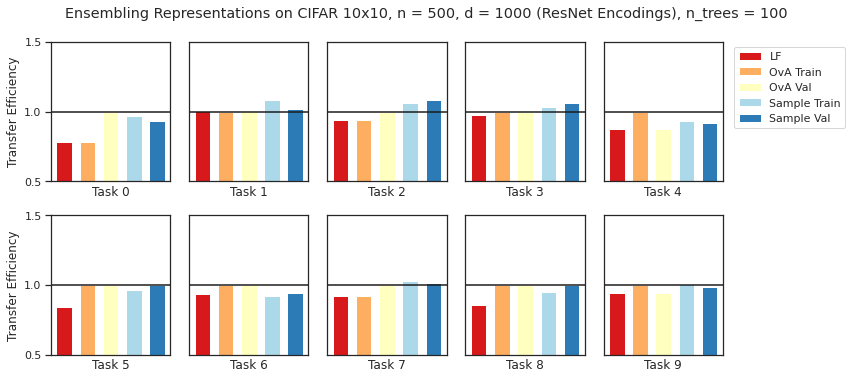 Ensembling Representations on CIFAR 10x10, n = 500, d = 1000 (ResNet Encodings), n_trees = 100
Transfer Efficiency
1.5
1.0
0.5
Task 0
Task 1
Task 2
Task 3
Task 4
LF
OvA Train
OvA Val
Sample Train
Sample Val
Transfer Efficiency
1.5
1.0
0.5
Task 5
Task 6
Task 7
Task 8
Task 9